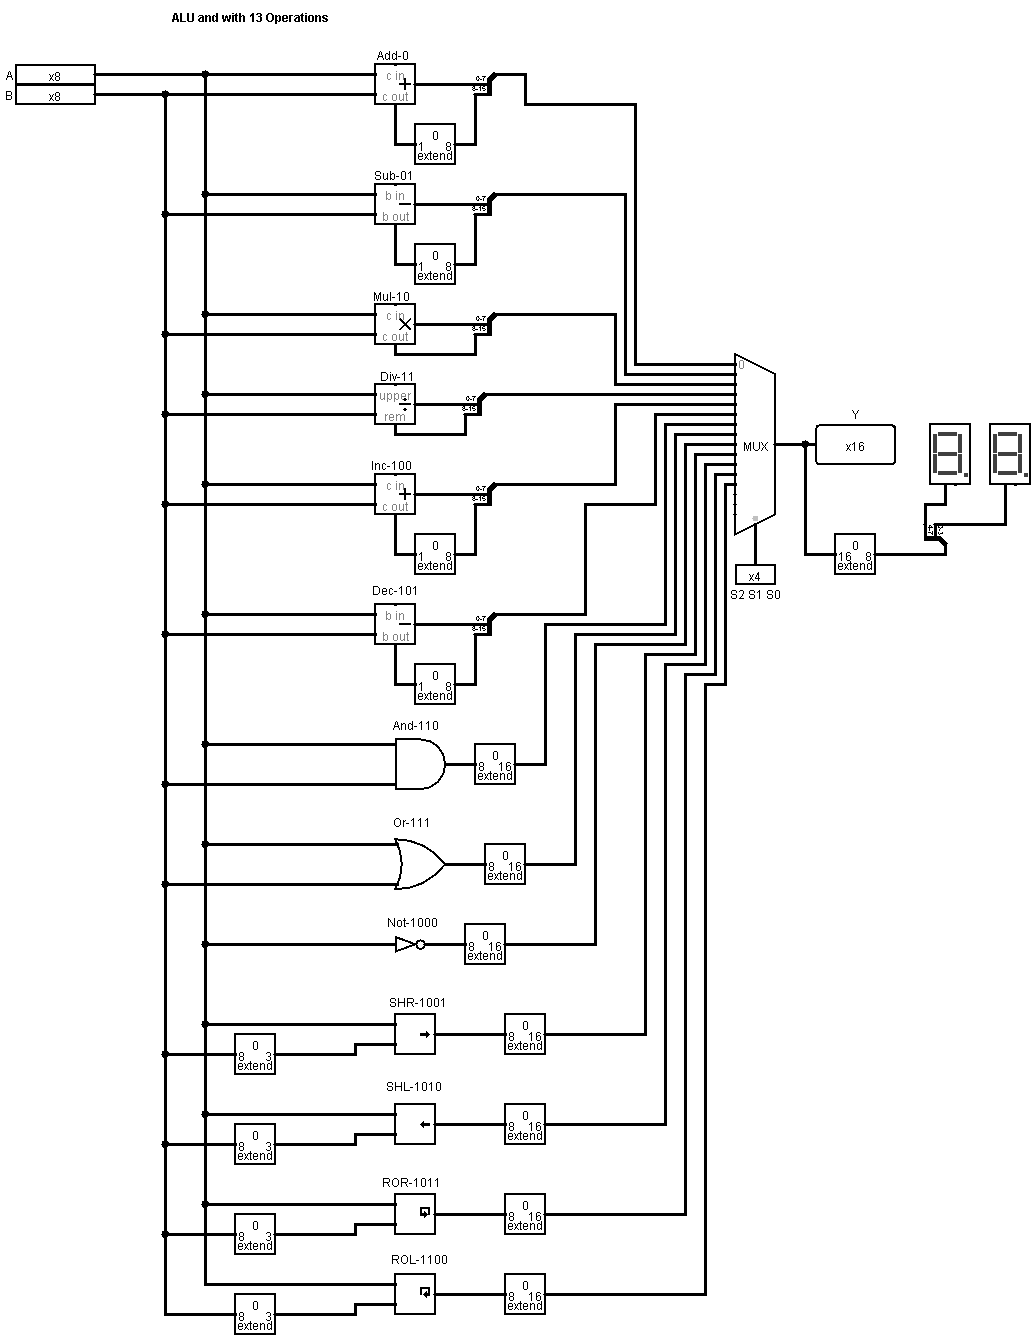 ALU and with 13 Operations
A x8
B x8
Add-0
c in
+
c out
0-7
8-15
0
1 8
extend
Sub-01
b in
b out
0-7
8-15
0
1 8
extend
Mul-10
c in
c out
0-7
8-15
Div-11
upper
rem
0-7
8-15
Inc-100
c in
+
c out
0-7
8-15
0
1 8
extend
Dec-101
b in
b out
0-7
8-15
0
1 8
extend
And-110
0
8 16
extend
Or-111
0
8 16
extend
Not-1000
0
8 16
extend
SHR-1001
0
8 3
extend
0
8 16
extend
SHL-1010
0
8 3
extend
0
8 16
extend
ROR-1011
0
8 3
extend
0
8 16
extend
ROL-1100
0
8 3
extend
0
8 16
extend
0
MUX
x4
S2 S1 S0
Y
x16
0
16 8
extend